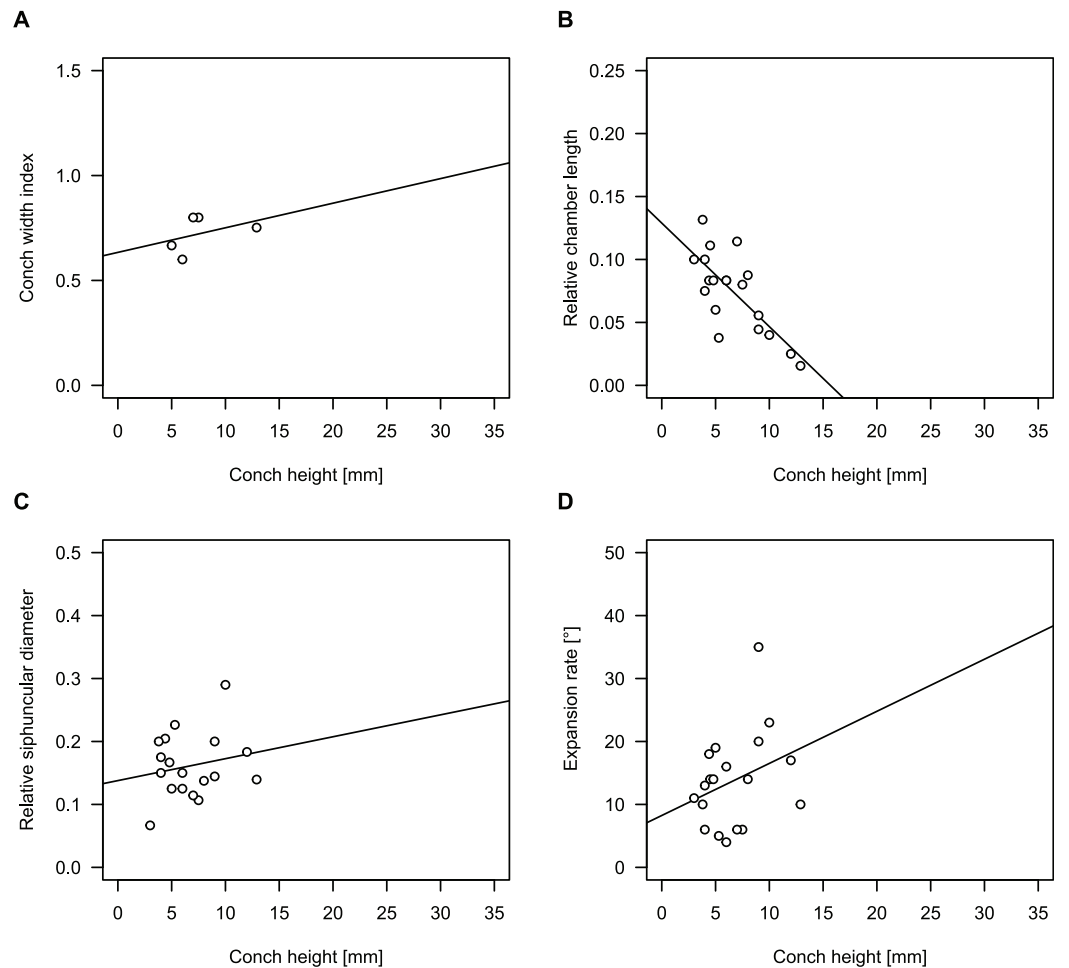 A
1.5
1.0
0.5
0.0
Conch width index
0 5 10 15 20 25 30 35
Conch height [mm]
B
0.25
0.20
0.15
0.10
0.05
0.00
Relative chamber length
0 5 10 15 20 25 30 35
Conch height [mm]
C
0.5
0.4
0.3
0.2
0.1
0.0
Relative siphuncular diameter
0 5 10 15 20 25 30 35
Conch height [mm]
D
50
40
30
20
10
0
Expansion rate [°]
0 5 10 15 20 25 30 35
Conch height [mm]